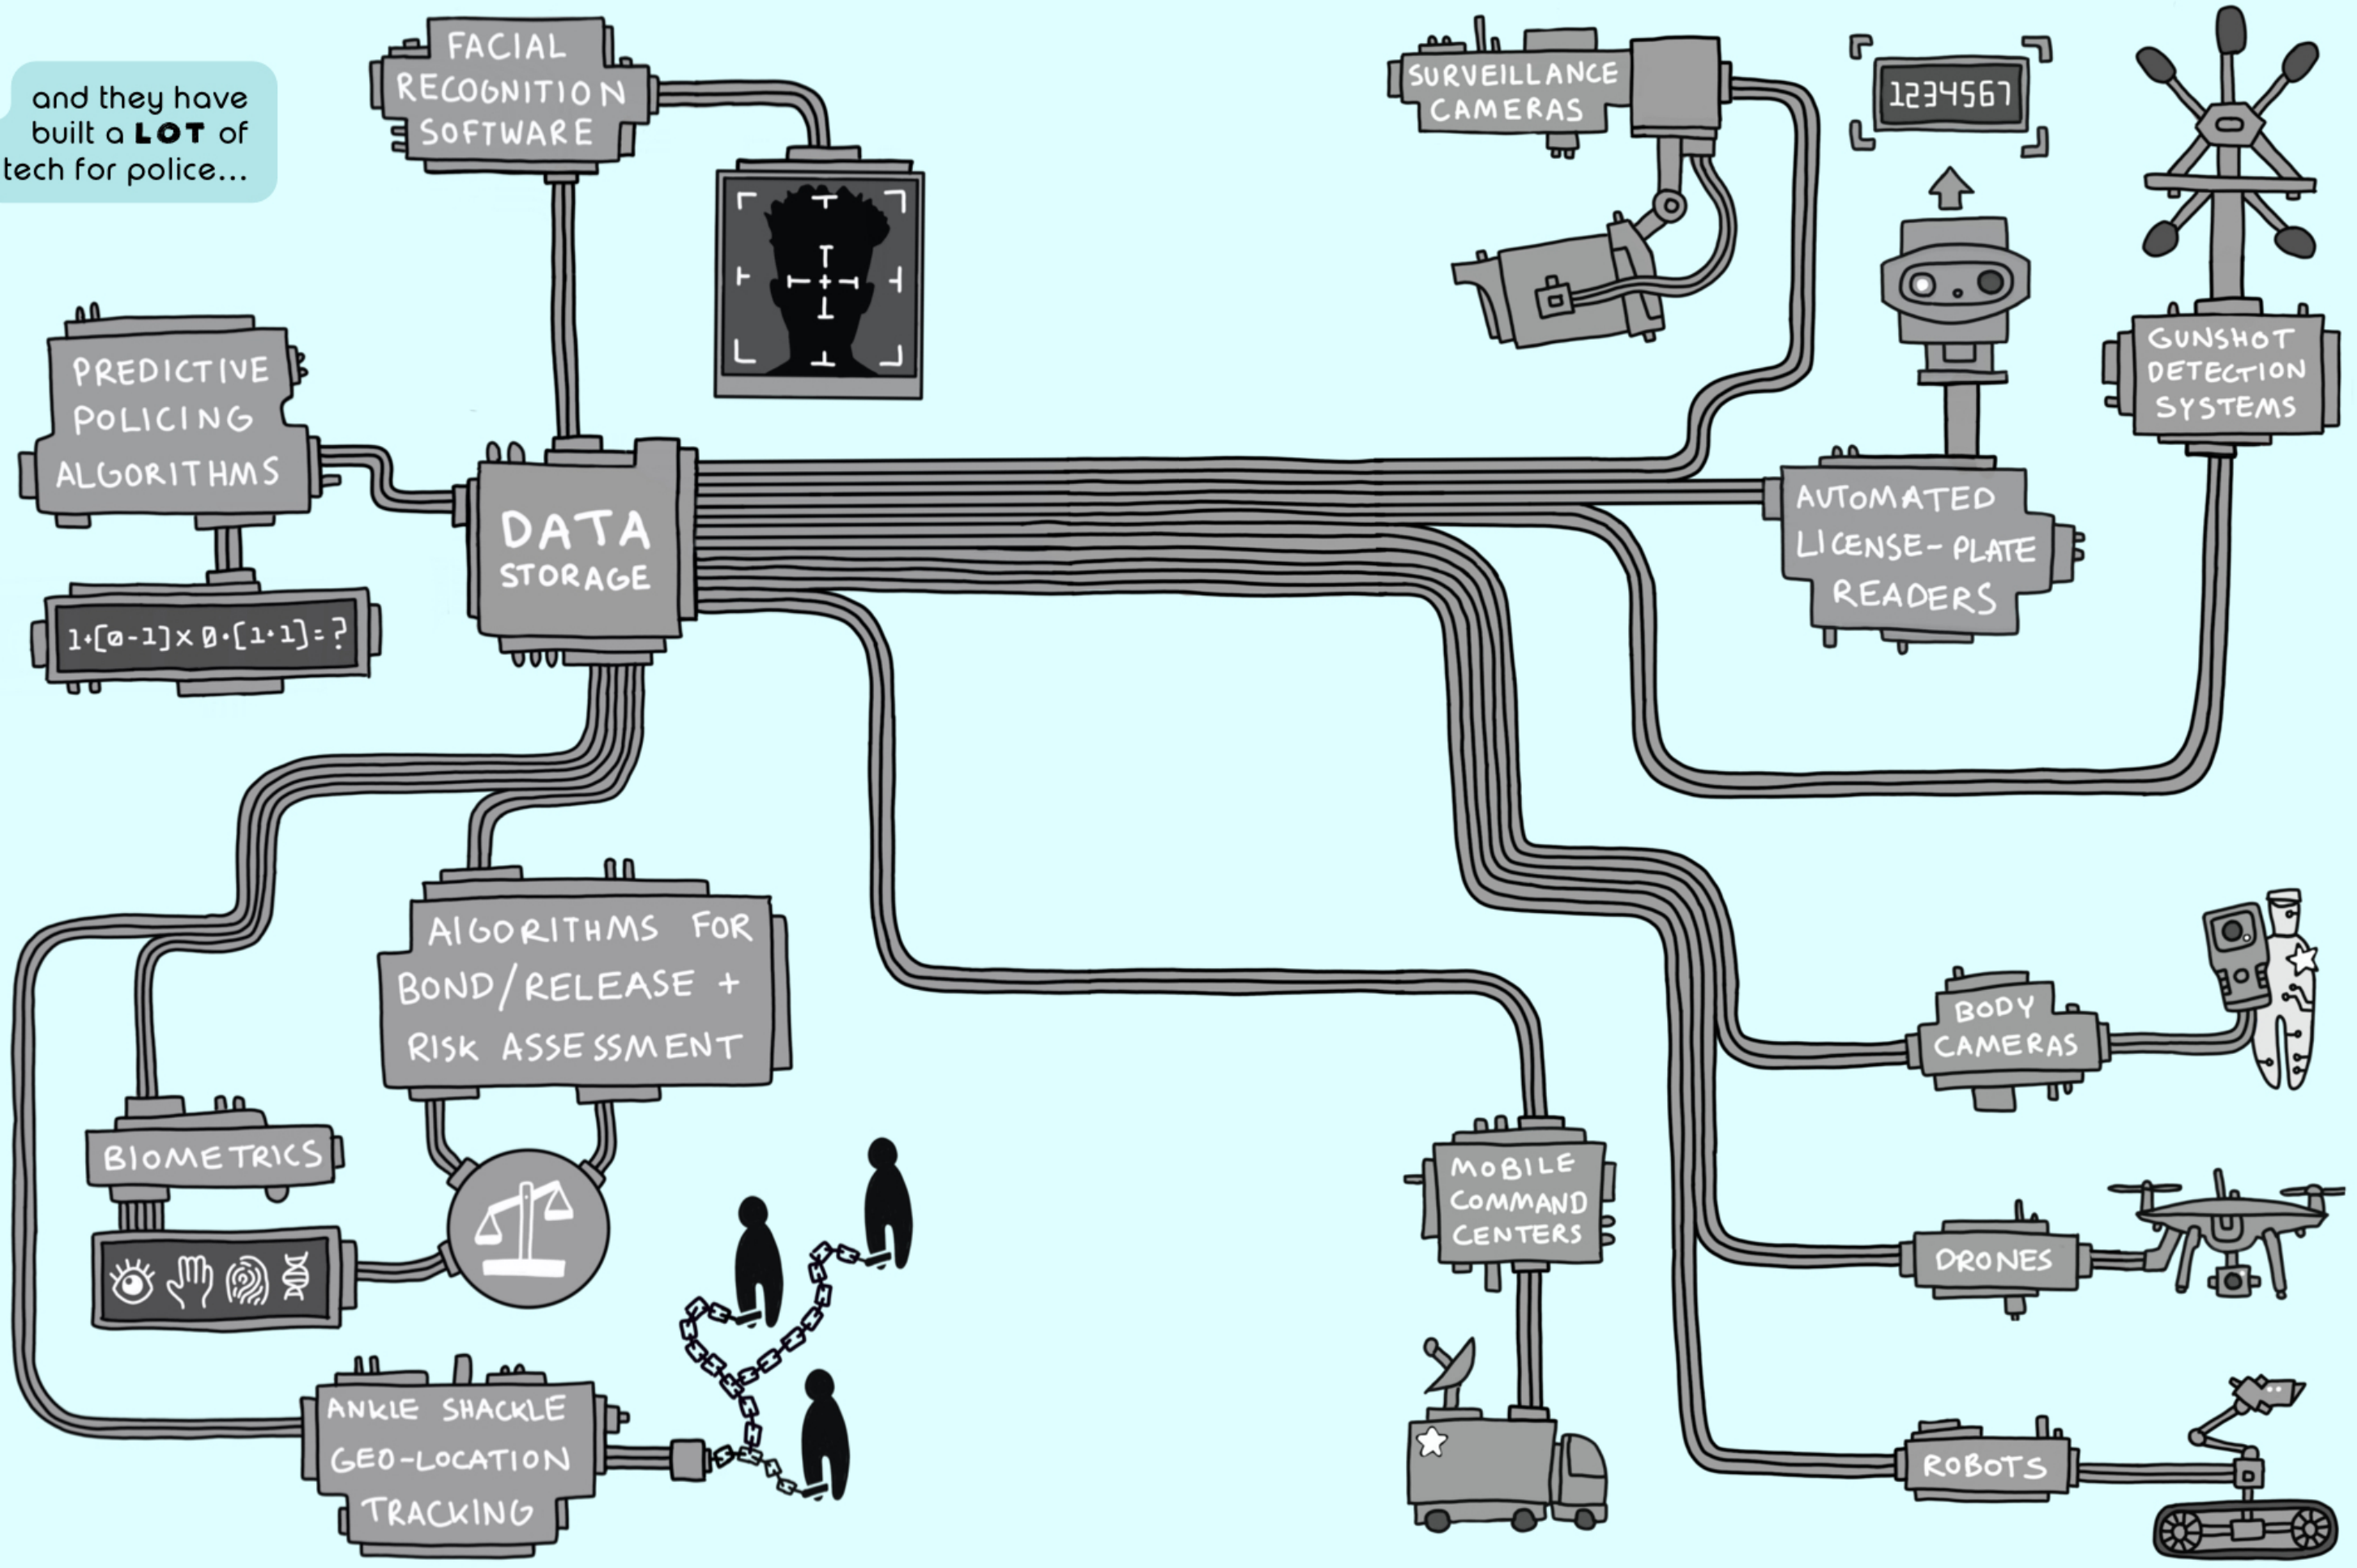 and they have
built a LOT of
tech for police...
FACIAL
RECOGNITION
SOFTWARE
SURVEILLANCE
CAMERAS
1234567
GUNSHOT
DETECTION
SYSTEMS
PREDICTIVE
POLICING
ALGORITHMS
1+[0-1]x0•[1+1]=?
DATA
STORAGE
AUTOMATED
LICENSE-PLATE
READERS
ALGORITHMS FOR
BOND/RELEASE +
RISK ASSESSMENT
BODY
CAMERAS
BIOMETRICS
MOBILE
COMMAND
CENTERS
DRONES
ANKLE SHACKLE
GEO-LOCATION
TRACKING
ROBOTS